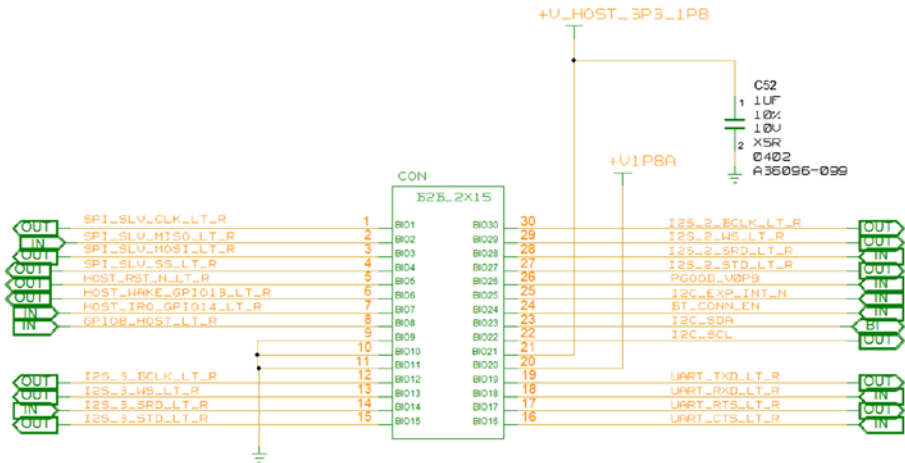 +V_HOST_3P3_1P8
C52
1 1UF
10%
10V
2 X5R
0402
A36096-099
+V1P8A
CON
B2B_2X15
OUT SPI_SLV_CLK_LT_R 1 BIO1 BIO30 30 I2S_2_BCLK_LT_R OUT
IN SPI_SLV_MISO_LT_R 2 BIO2 BIO29 29 I2S_2_WS_LT_R OUT
OUT SPI_SLV_MOSI_LT_R 3 BIO3 BIO28 28 I2S_2_SRD_LT_R IN
OUT SPI_SLV_SS_LT_R 4 BIO4 BIO27 27 I2S_2_STD_LT_R OUT
OUT HOST_RST_N_LT_R 5 BIO5 BIO26 26 PGOOD_V0P9 IN
OUT HOST_WAKE_GPIO13_LT_R 6 BIO6 BIO25 25 I2C_EXP_INT_N IN
IN HOST_IRQ_GPIO14_LT_R 7 BIO7 BIO24 24 BT_CONN_EN IN
IN GPIO8_HOST_LT_R 8 BIO8 BIO23 23 I2C_SDA BI
9 BIO9 BIO22 22 I2C_SCL OUT
10 BIO10 BIO21 21
11 BIO11 BIO20 20
OUT I2S_3_BCLK_LT_R 12 BIO12 BIO19 19 UART_TXD_LT_R OUT
OUT I2S_3_WS_LT_R 13 BIO13 BIO18 18 UART_RXD_LT_R IN
IN I2S_3_SRD_LT_R 14 BIO14 BIO17 17 UART_RTS_LT_R OUT
OUT I2S_3_STD_LT_R 15 BIO15 BIO16 16 UART_CTS_LT_R IN